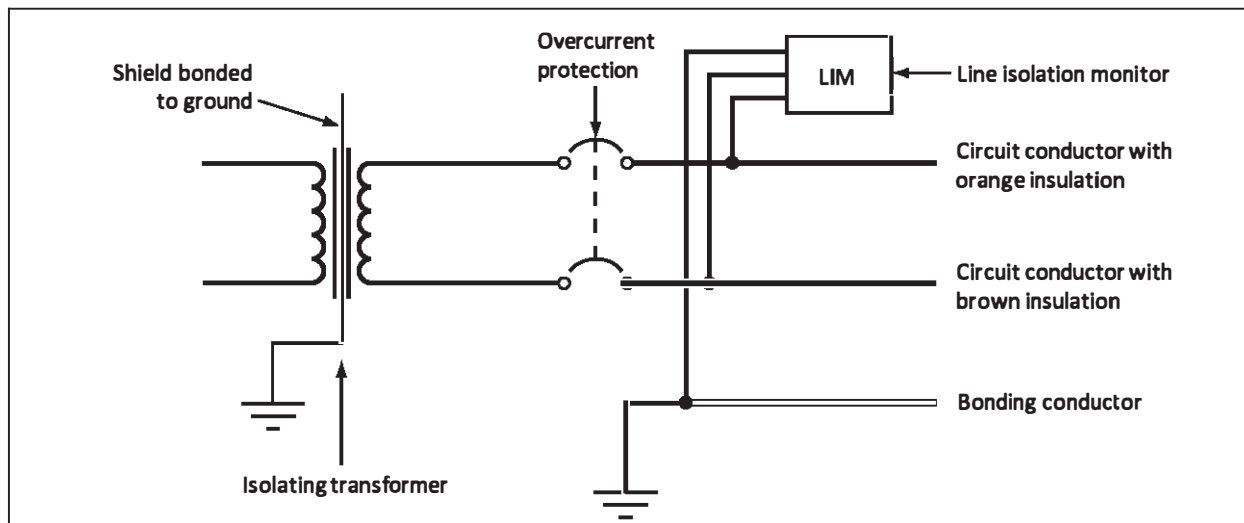 Overcurrent
protection
Shield bonded
to ground
LIM
Line isolation monitor
Circuit conductor with
orange insulation
Circuit conductor with
brown insulation
Bonding conductor
Isolating transformer